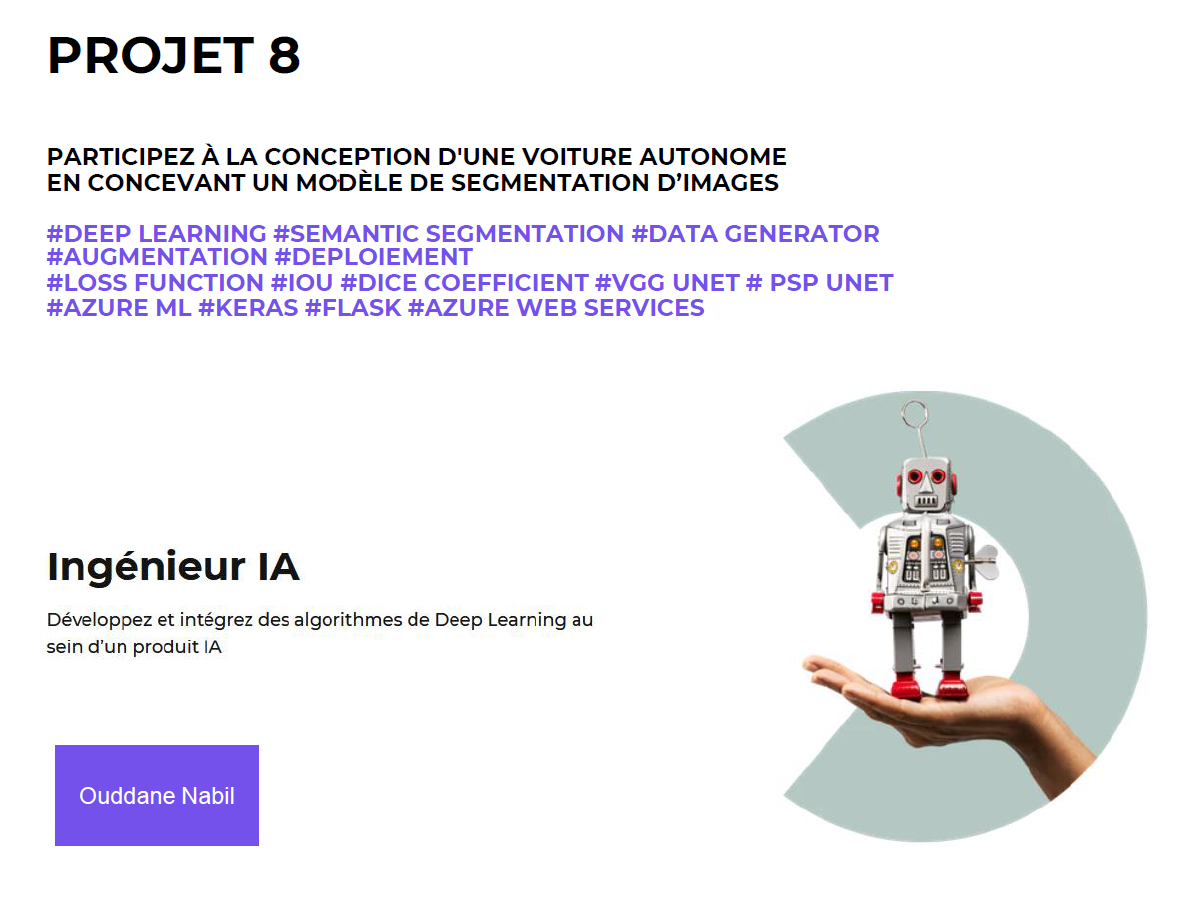 PROJET 8
PARTICIPEZ À LA CONCEPTION D'UNE VOITURE AUTONOME
EN CONCEVANT UN MODÈLE DE SEGMENTATION D’IMAGES
#DEEP LEARNING #SEMANTIC SEGMENTATION #DATA GENERATOR
#AUGMENTATION #DEPLOIEMENT
#LOSS FUNCTION #IOU #DICE COEFFICIENT #VGG UNET # PSP UNET
#AZURE ML #KERAS #FLASK #AZURE WEB SERVICES
Ingénieur IA
Développez et intégrez des algorithmes de Deep Learning au
sein d’un produit IA
Ouddane Nabil